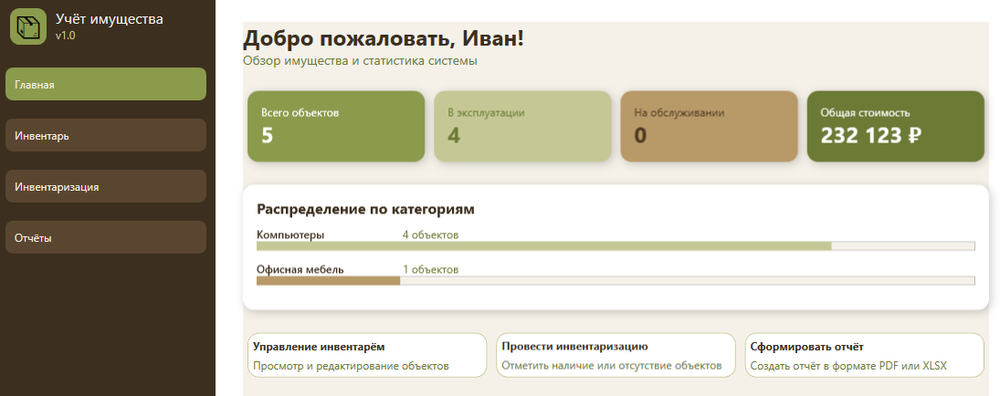 Учёт имущества
v1.0
Главная
Инвентарь
Инвентаризация
Отчёты
Добро пожаловать, Иван!
Обзор имущества и статистика системы
Всего объектов
5
В эксплуатации
4
На обслуживании
0
Общая стоимость
232 123 ₽
Распределение по категориям
Компьютеры 4 объектов
Офисная мебель 1 объектов
Управление инвентарём
Просмотр и редактирование объектов
Провести инвентаризацию
Отметить наличие или отсутствие объектов
Сформировать отчёт
Создать отчёт в формате PDF или XLSX